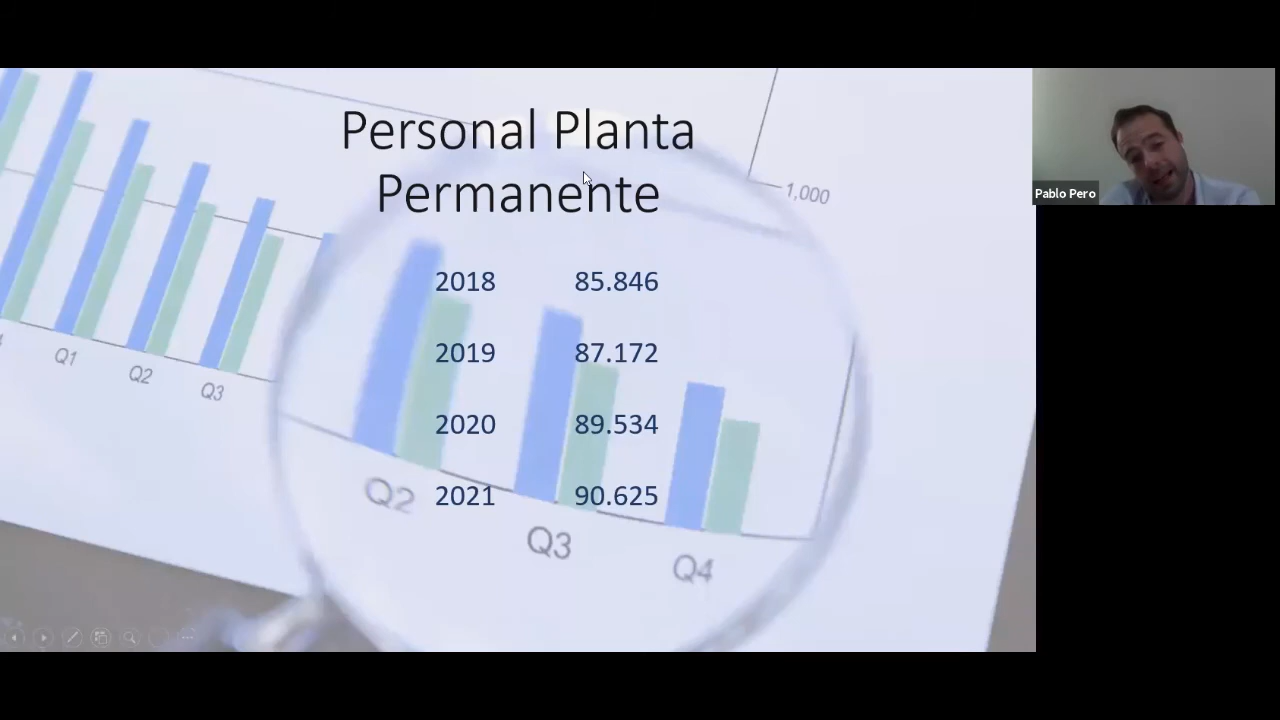 Personal Planta
Permanente
1,000
2018 85.846
2019 87.172
2020 89.534
2021 90.625
Q1
Q2
Q3
Q2
Q3
Q4
Pablo Pero